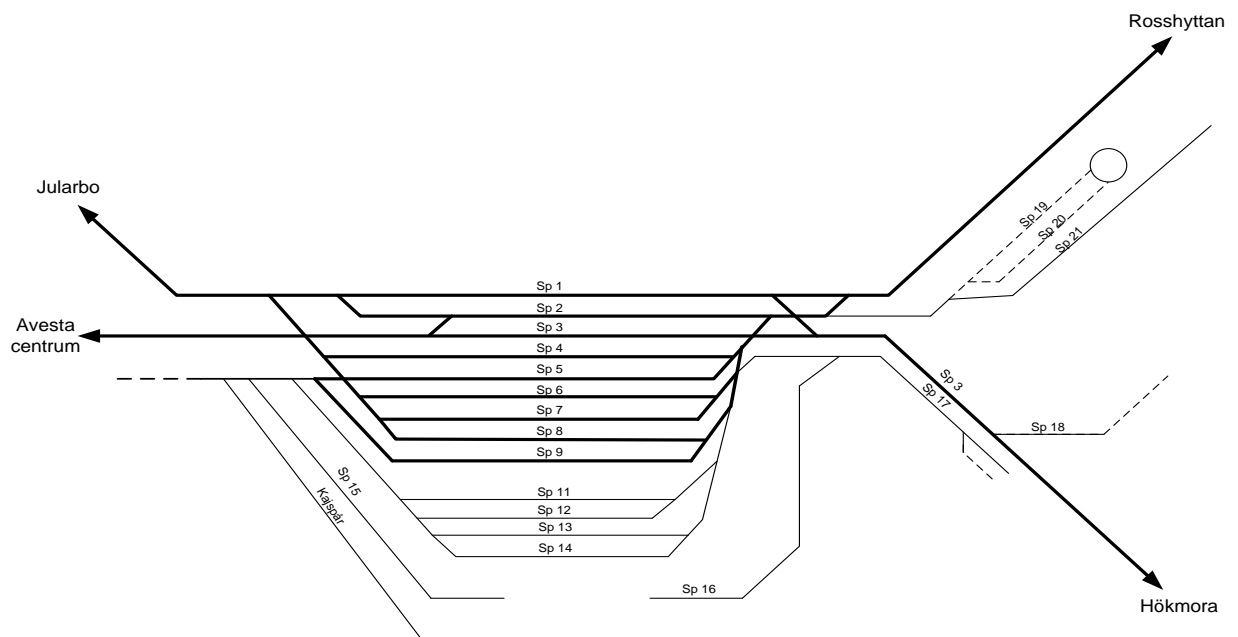 Rosshyttan
Jularbo
Avesta
centrum
Sp 1
Sp 2
Sp 3
Sp 4
Sp 5
Sp 6
Sp 7
Sp 8
Sp 9
Sp 11
Sp 12
Sp 13
Sp 14
Sp 15
Kajspår
Sp 16
Sp 3
Sp 17
Sp 18
Sp 19
Sp 20
Sp 21
Hökmora